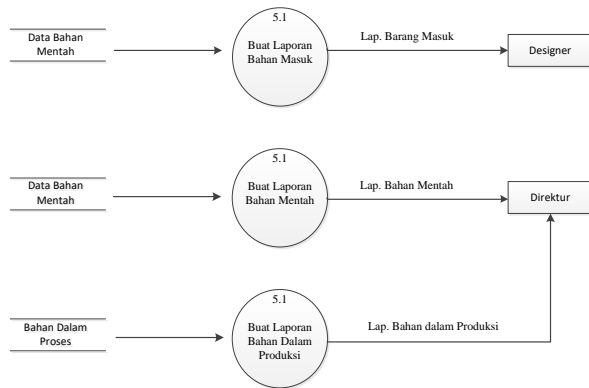 5.1
Data Bahan
Mentah
Buat Laporan
Bahan Masuk
Lap. Barang Masuk
Designer
5.1
Data Bahan
Mentah
Buat Laporan
Bahan Mentah
Lap. Bahan Mentah
Direktur
5.1
Bahan Dalam
Proses
Buat Laporan
Bahan Dalam
Produksi
Lap. Bahan dalam Produksi